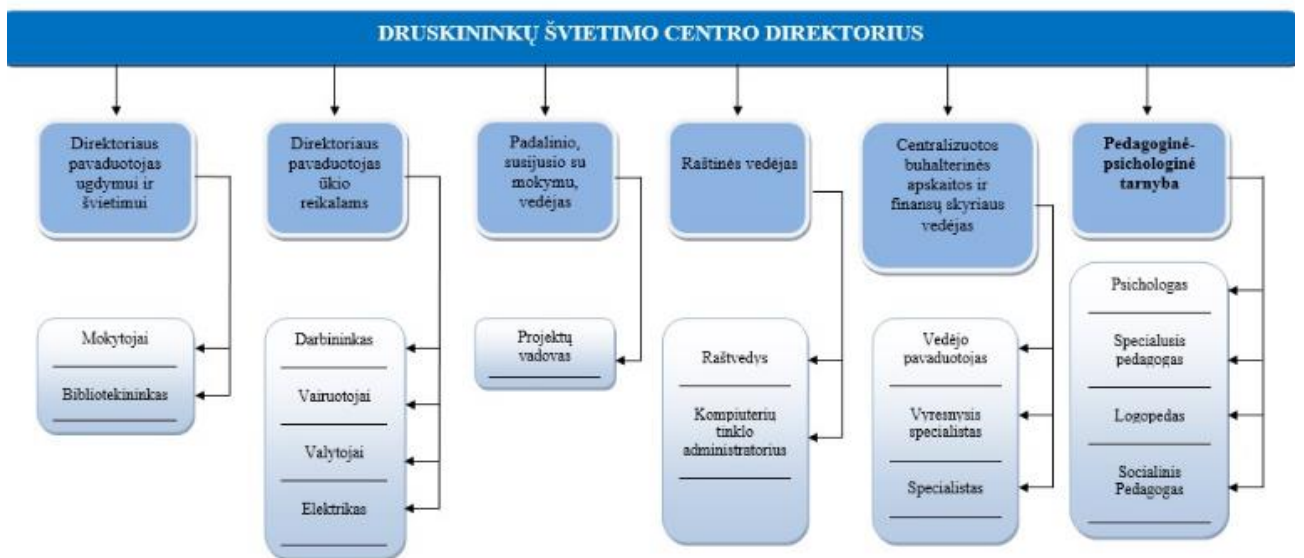 DRUSKININKŲ ŠVIETIMO CENTRO DIREKTORIUS
Direktoriaus
pavaduotojas
ugdymui ir
švietimui
Mokytojai
Bibliotekininkas
Direktoriaus
pavaduotojas
ūkio
reikalams
Darbininkas
Vairuotojai
Valytojai
Elektrikas
Padalinio,
susijusio su
mokymu,
vedėjas
Projektų
vadovas
Raštinės vedėjas
Raštvedys
Kompiuterių
tinklo
administratorius
Centralizuotos
buhalterinės
apskaitos ir
finansų skyriaus
vedėjas
Vedėjo
pavaduotojas
Vyresnysis
specialistas
Specialistas
Pedagoginė-
psichologinė
tarnyba
Psichologas
Specialusis
pedagogas
Logopedas
Socialinis
Pedagogas